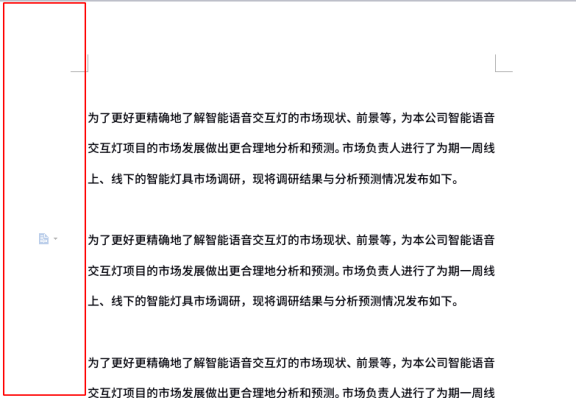 为了更好更精确地了解智能语音交互灯的市场现状、前景等，为本公司智能语音
交互灯项目的市场发展做出更合理地分析和预测。市场负责人进行了为期一周线
上、线下的智能灯具市场调研，现将调研结果与分析预测情况发布如下。
为了更好更精确地了解智能语音交互灯的市场现状、前景等，为本公司智能语音
交互灯项目的市场发展做出更合理地分析和预测。市场负责人进行了为期一周线
上、线下的智能灯具市场调研，现将调研结果与分析预测情况发布如下。
为了更好更精确地了解智能语音交互灯的市场现状、前景等，为本公司智能语音
交互灯项目的市场发展做出更合理地分析和预测。市场负责人进行了为期一周线